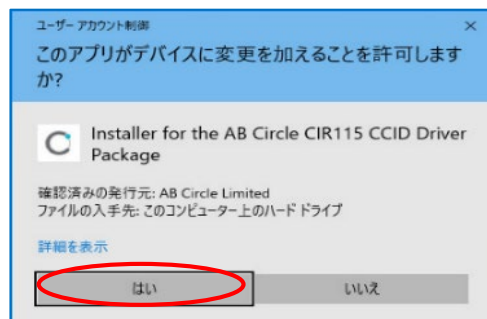 ユーザー アカウント制御
このアプリがデバイスに変更を加えることを許可します
か?
Installer for the AB Circle CIR115 CCID Driver
Package
確認済みの発行元: AB Circle Limited
ファイルの入手先: このコンピューター上のハード ドライブ
詳細を表示
はい
いいえ